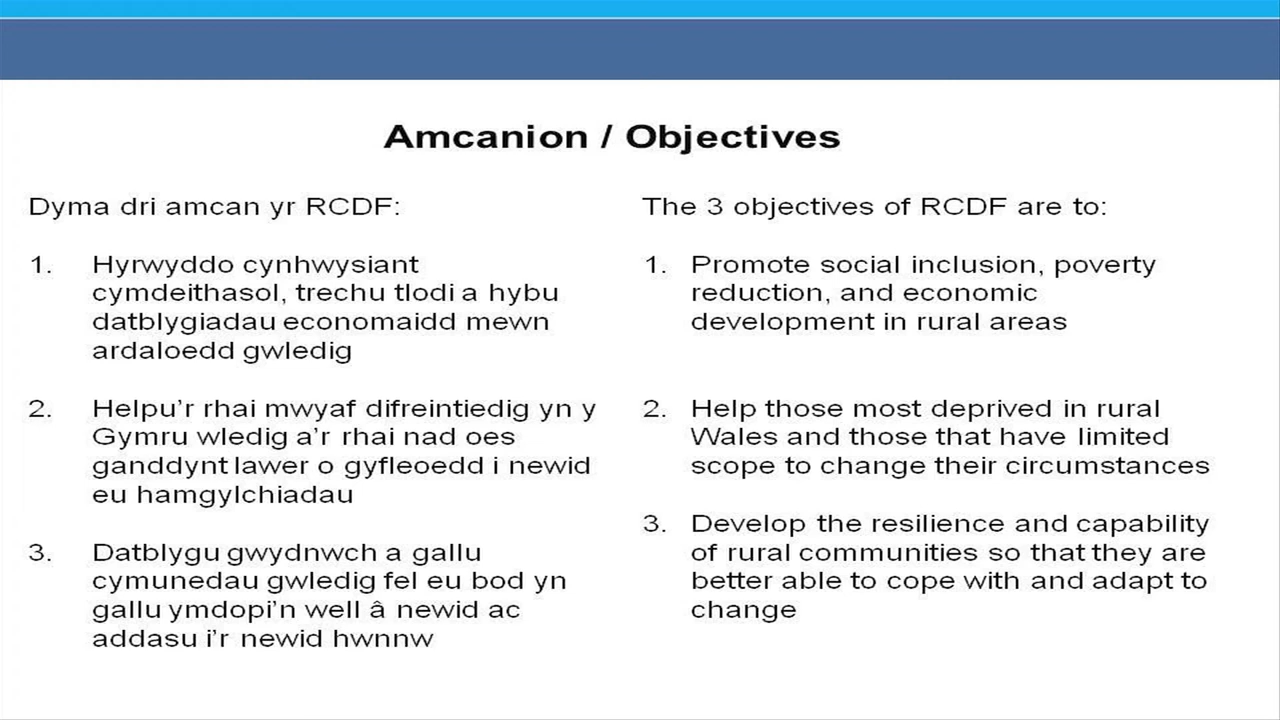 Amcanion / Objectives
Dyma dri amcan yr RCDF:
1. Hyrwyddo cynhwysiant
cymdeithasol, trechu tlodi a hybu
datblygiadau economaidd mewn
ardaloedd gwledig
2. Helpu’r rhai mwyaf difreintiedig yn y
Gymru wledig a’r rhai nad oes
ganddynt lawer o gyfleoedd i newid
eu hamgylchiadau
3. Datblygu gwydnwch a gallu
cymunedau gwledig fel eu bod yn
gallu ymdopi’n well â newid ac
addasu i’r newid hwnnw
The 3 objectives of RCDF are to:
1. Promote social inclusion, poverty
reduction, and economic
development in rural areas
2. Help those most deprived in rural
Wales and those that have limited
scope to change their circumstances
3. Develop the resilience and capability
of rural communities so that they are
better able to cope with and adapt to
change